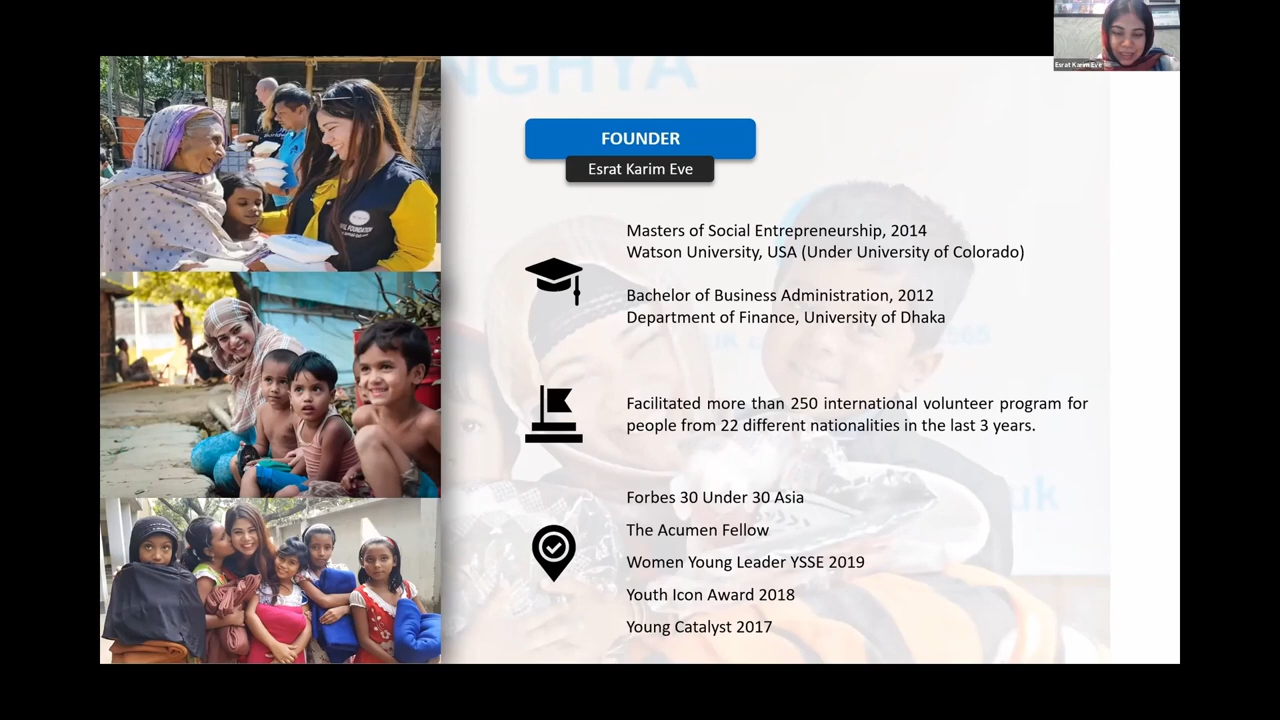 Esrat Karim Eve
NGHYA
FOUNDER
Esrat Karim Eve
Masters of Social Entrepreneurship, 2014
Watson University, USA (Under University of Colorado)
Bachelor of Business Administration, 2012
Department of Finance, University of Dhaka
Facilitated more than 250 international volunteer program for
people from 22 different nationalities in the last 3 years.
Forbes 30 Under 30 Asia
The Acumen Fellow
Women Young Leader YSSE 2019
Youth Icon Award 2018
Young Catalyst 2017
FOUNDATION